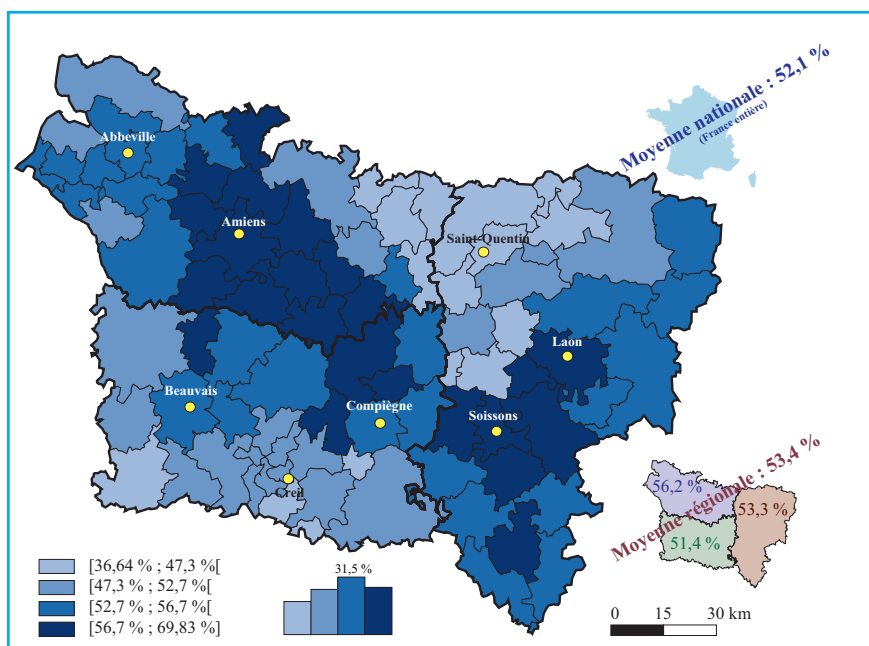 Moyenne nationale : 52,1 %
(France entière)
Abbeville
Amiens
Saint-Quentin
Laon
Beauvais
Compiègne
Soissons
Creil
Moyenne régionale : 53,4 %
56,2 %
53,3 %
51,4 %
[36,64 % ; 47,3 %[
[47,3 % ; 52,7 %[
[52,7 % ; 56,7 %[
[56,7 % ; 69,83 %]
31,5 %
0 15 30 km